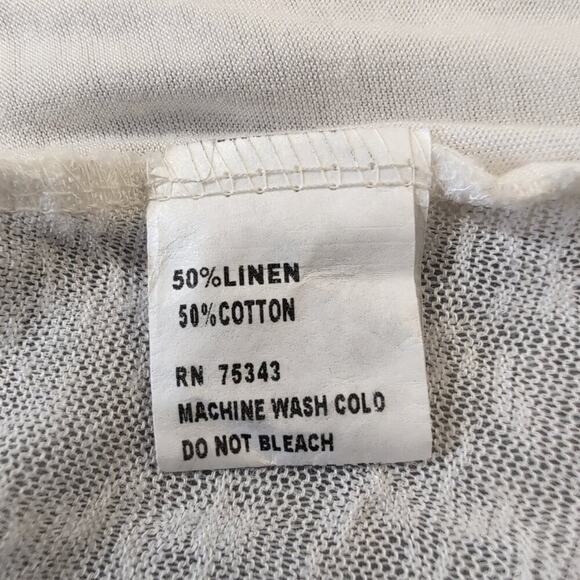 50%LINEN
50%COTTON
RN 75343
MACHINE WASH COLD
DO NOT BLEACH